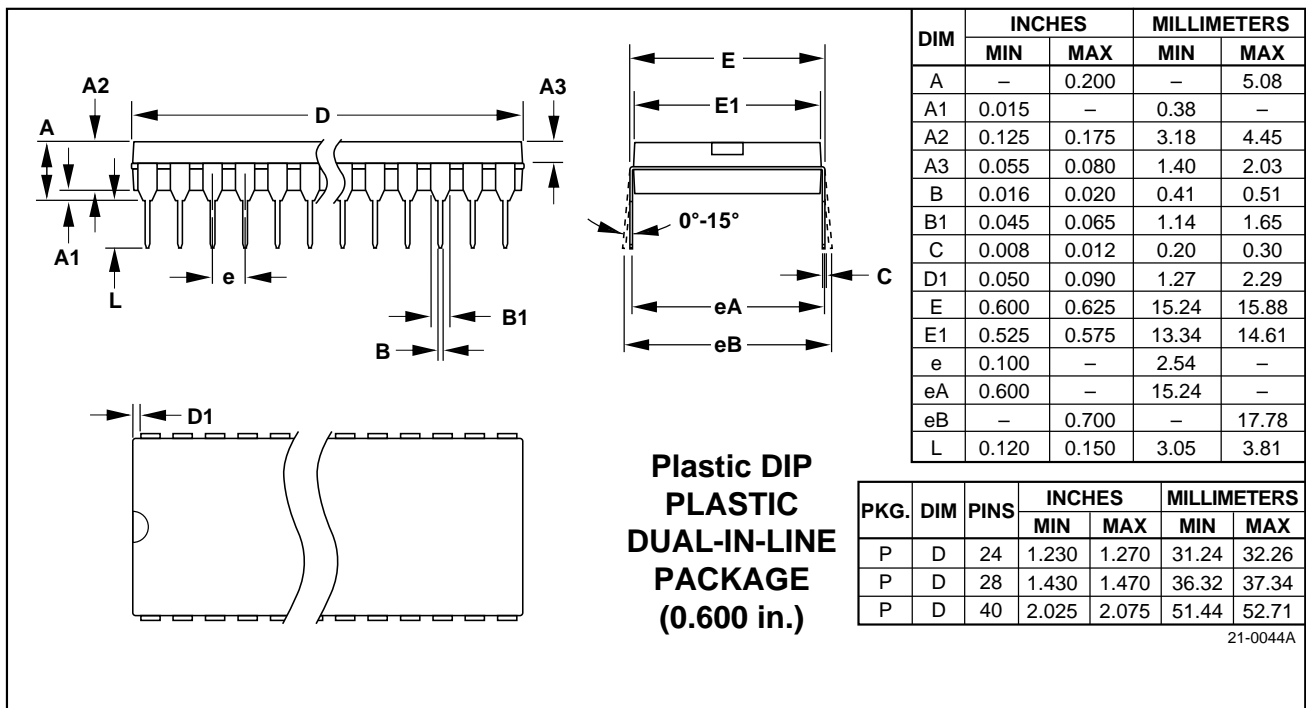 A2
D
A3
A
A1
L
e
B1
B
E
E1
0°-15°
C
eA
eB
D1
Plastic DIP
PLASTIC
DUAL-IN-LINE
PACKAGE
(0.600 in.)
DIM INCHES MILLIMETERS
MIN MAX MIN MAX
A – 0.200 – 5.08
A1 0.015 – 0.38 –
A2 0.125 0.175 3.18 4.45
A3 0.055 0.080 1.40 2.03
B 0.016 0.020 0.41 0.51
B1 0.045 0.065 1.14 1.65
C 0.008 0.012 0.20 0.30
D1 0.050 0.090 1.27 2.29
E 0.600 0.625 15.24 15.88
E1 0.525 0.575 13.34 14.61
e 0.100 – 2.54 –
eA 0.600 – 15.24 –
eB – 0.700 – 17.78
L 0.120 0.150 3.05 3.81
PKG. DIM PINS INCHES MILLIMETERS
MIN MAX MIN MAX
P D 24 1.230 1.270 31.24 32.26
P D 28 1.430 1.470 36.32 37.34
P D 40 2.025 2.075 51.44 52.71
21-0044A